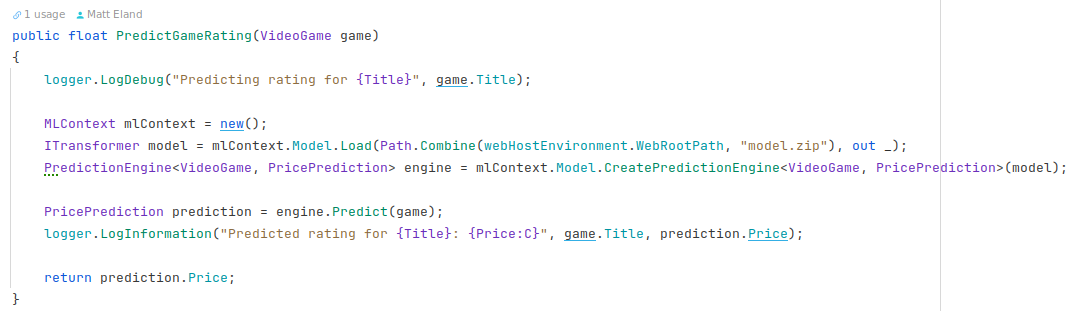 1 usage Matt Eland
public float PredictGameRating(VideoGame game)
{
    logger.LogDebug("Predicting rating for {Title}", game.Title);
    MLContext mlContext = new();
    ITransformer model = mlContext.Model.Load(Path.Combine(webHostEnvironment.WebRootPath, "model.zip"), out _);
    PredictionEngine<VideoGame, PricePrediction> engine = mlContext.Model.CreatePredictionEngine<VideoGame, PricePrediction>(model);
    PricePrediction prediction = engine.Predict(game);
    logger.LogInformation("Predicted rating for {Title}: {Price:C}", game.Title, prediction.Price);
    return prediction.Price;
}